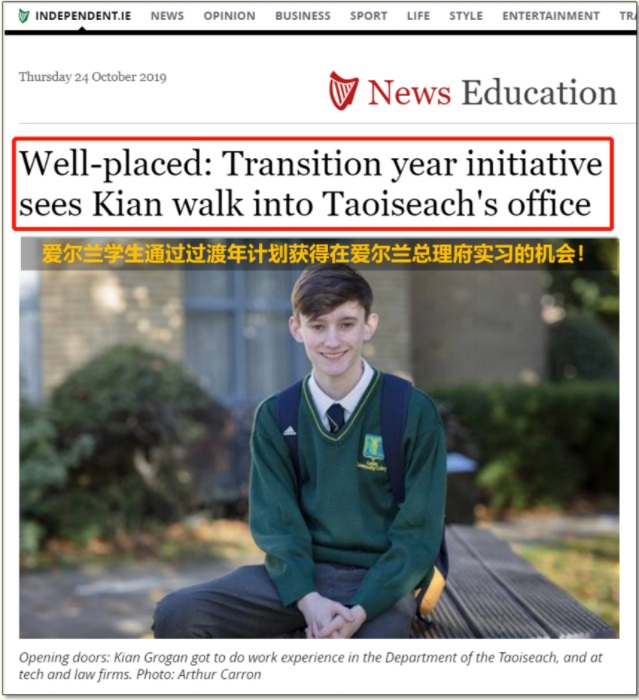 INDEPENDENT.IE NEWS OPINION BUSINESS SPORT LIFE STYLE ENTERTAINMENT
Thursday 24 October 2019
News Education
Well-placed: Transition year initiative
sees Kian walk into Taoiseach's office
爱尔兰学生通过过渡年计划获得在爱尔兰总理府实习的机会！
Opening doors: Kian Grogan got to do work experience in the Department of the Taoiseach, and at
tech and law firms. Photo: Arthur Carron